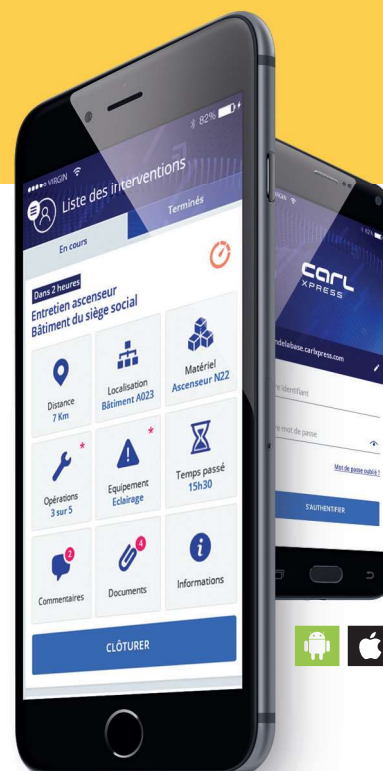 VIRGIN
82%
Liste des interventions
En cours
Terminés
Dans 2 heures
Entretien ascenseur
Bâtiment du siège social
Distance
7 Km
Localisation
Bâtiment A023
Matériel
Ascenseur N22
*
Opérations
3 sur 5
*
Equipement
Eclairage
Temps passé
15h30
2
Commentaires
4
Documents
Informations
CLÔTURER
CARL
XPRESS
ndelabase.carlxpress.com
identifiant
mot de passe
Mot de passe oublié ?
S'AUTHENTIFIER